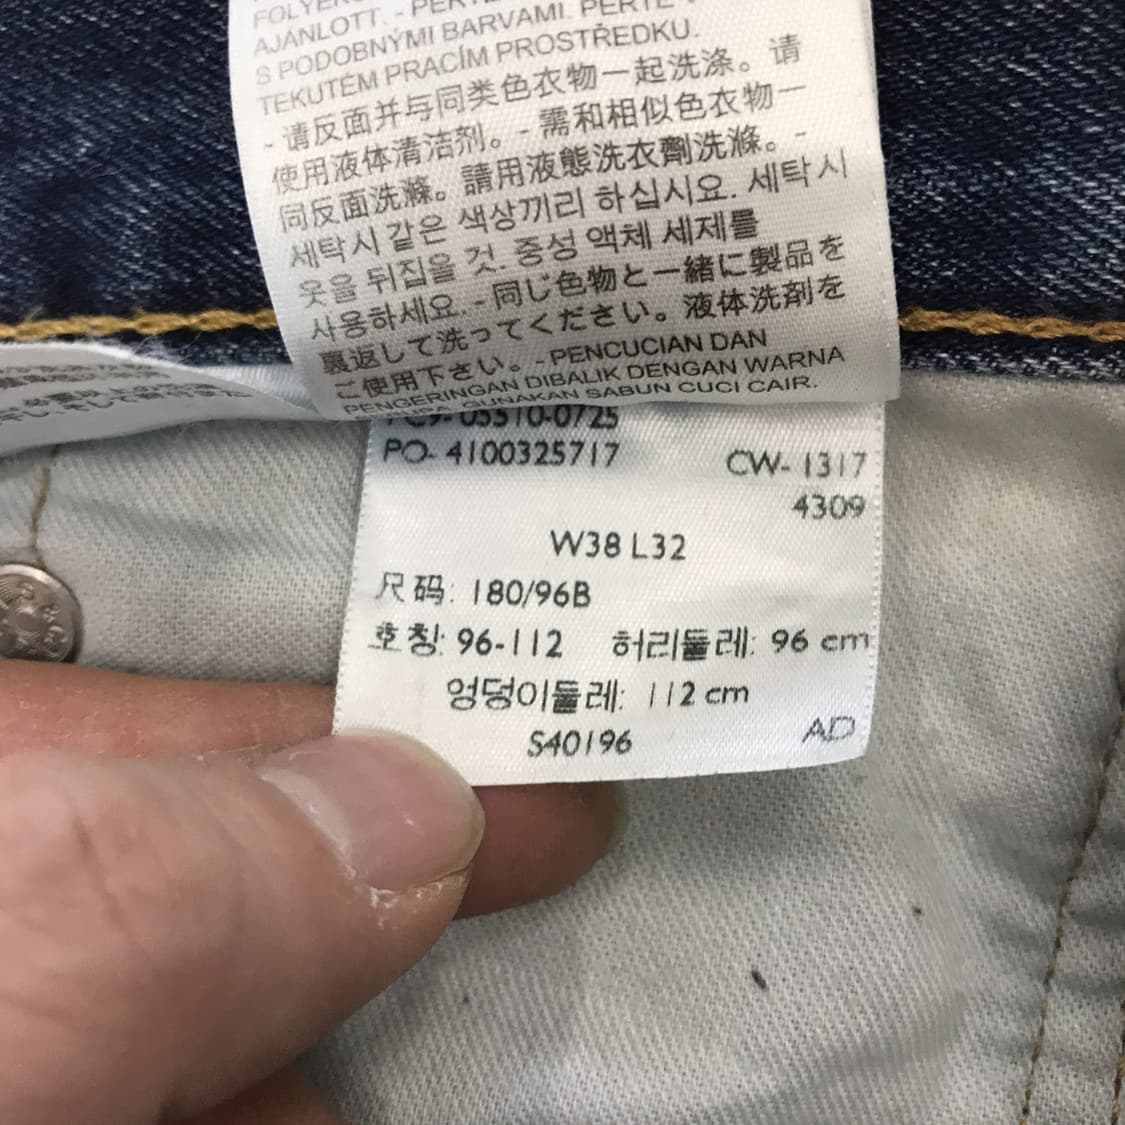 AJÁNLOTT. - PERTE
S PODOBNÝMI BARVAMI. PERTE V
TEKUTÉM PRACÍM PROSTŘEDKU.
- 请反面并与同类色衣物一起洗涤。请
使用液体清洁剂。- 需和相似色衣物一
同反面洗滌。請用液態洗衣劑洗滌。-
세탁시 같은 색상끼리 하십시요. 세탁시
옷을 뒤집을 것. 중성 액체 세제를
사용하세요. - 同じ色物と一緒に製品を
裏返して洗ってください。液体洗剤を
ご使用下さい。- PENCUCIAN DAN
PENGERINGAN DIBALIK DENGAN WARNA
GUNAKAN SABUN CUCI CAIR.
PC9- 05510-0725
PO- 4100325717 CW- 1317
4309
W38 L32
尺码: 180/96B
호칭: 96-112 허리둘레: 96 cm
엉덩이둘레: 112 cm
S40196 AD